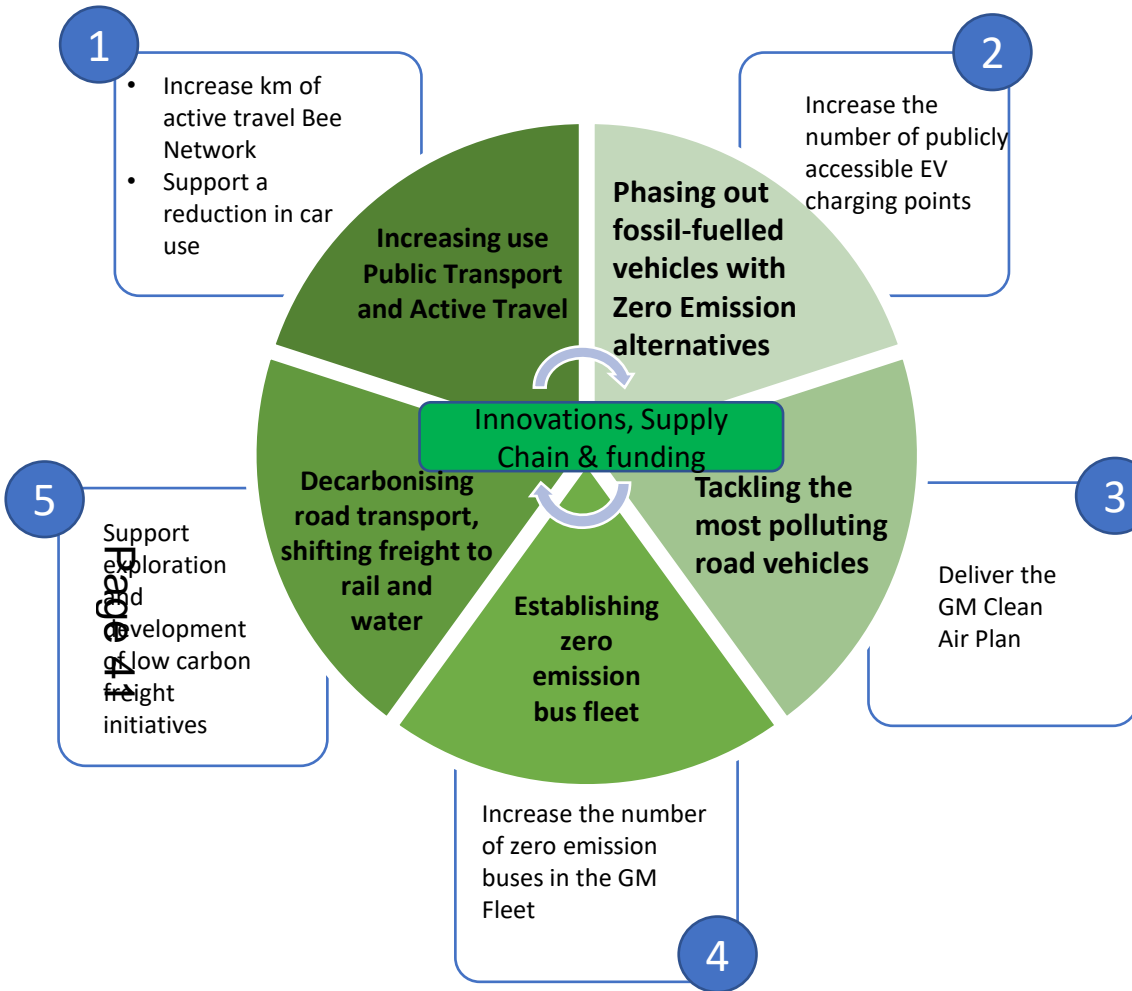 1
• Increase km of
active travel Bee
Network
• Support a
reduction in car
use
2
Increase the
number of publicly
accessible EV
charging points
Increasing use
Public Transport
and Active Travel
Phasing out
fossil-fuelled
vehicles with
Zero Emission
alternatives
Innovations, Supply
Chain & funding
Decarbonising
road transport,
shifting freight to
rail and
water
Tackling the
most polluting
road vehicles
Establishing
zero
emission
bus fleet
3
Deliver the
GM Clean
Air Plan
5
Support
exploration
and
development
of low carbon
freight
initiatives
Page 41
Increase the number
of zero emission
buses in the GM
Fleet
4